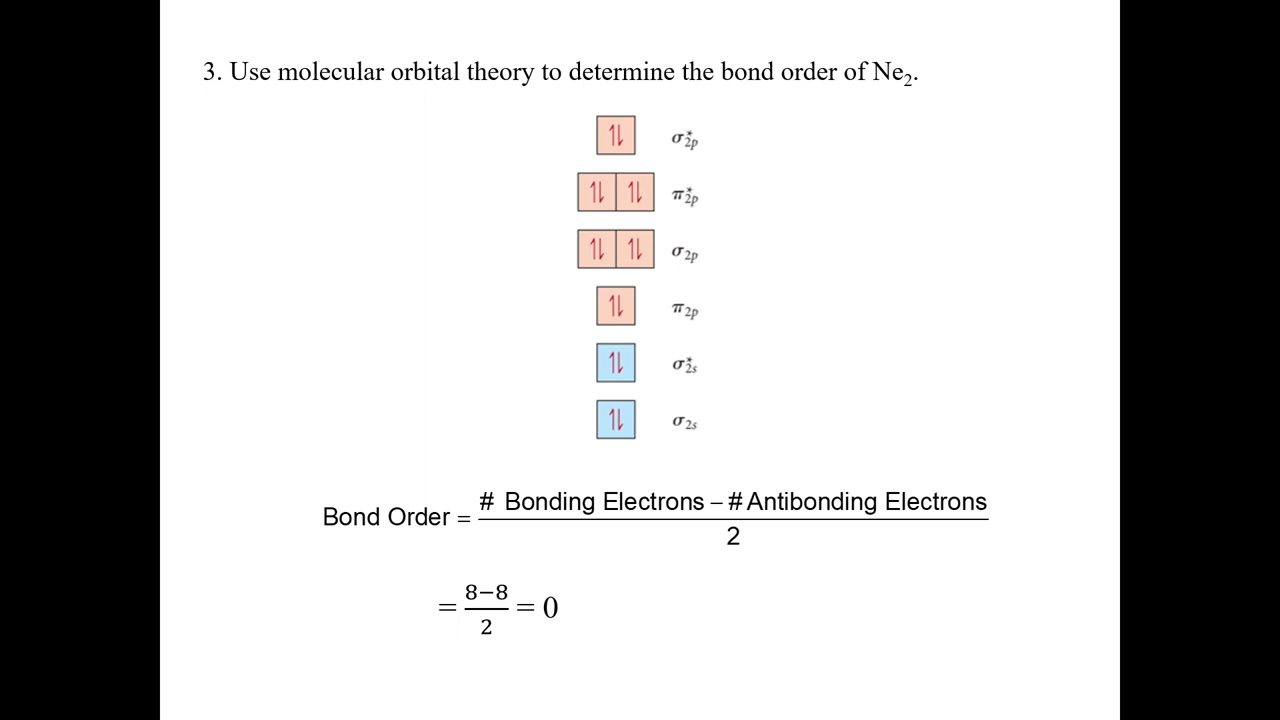 3. Use molecular orbital theory to determine the bond order of Ne₂.
⥮ σ*₂p
⥮ ⥮ π*₂p
⥮ ⥮ σ₂p
⥮ π₂p
⥮ σ*₂s
⥮ σ₂s
Bond Order = (# Bonding Electrons – # Antibonding Electrons) / 2
= (8−8) / 2 = 0